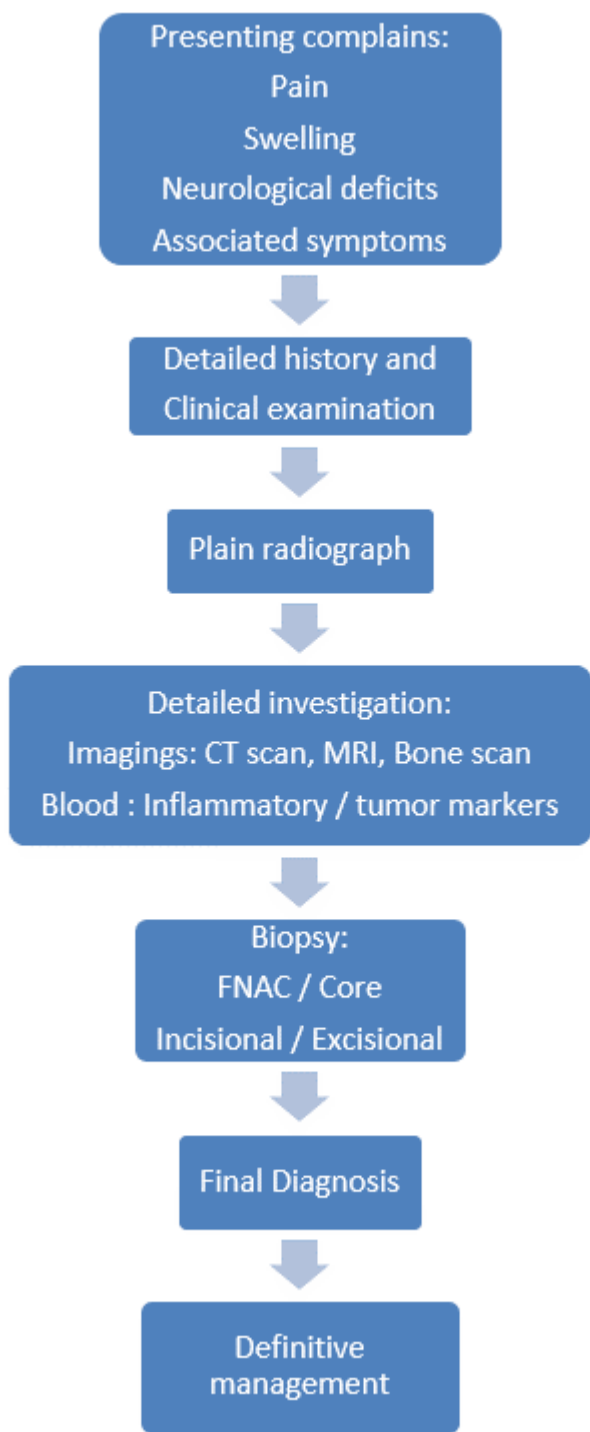 Presenting complains:
Pain
Swelling
Neurological deficits
Associated symptoms
Detailed history and
Clinical examination
Plain radiograph
Detailed investigation:
Imagings: CT scan, MRI, Bone scan
Blood : Inflammatory / tumor markers
Biopsy:
FNAC / Core
Incisional / Excisional
Final Diagnosis
Definitive
management